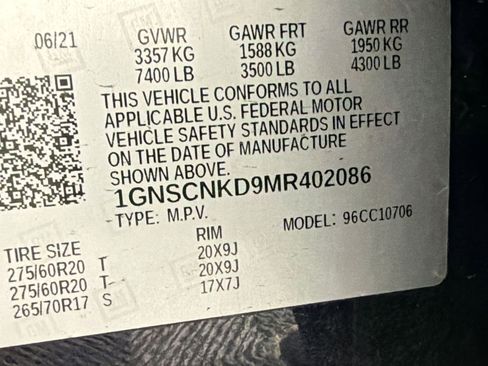 06/21 GVWR GAWR FRT GAWR RR
3357 KG 1588 KG 1950 KG
7400 LB 3500 LB 4300 LB
THIS VEHICLE CONFORMS TO ALL
APPLICABLE U.S. FEDERAL MOTOR
VEHICLE SAFETY STANDARDS IN EFFECT
ON THE DATE OF MANUFACTURE
SHOWN ABOVE.
1GNSCNKD9MR402086
TYPE: M.P.V. MODEL: 96CC10706
TIRE SIZE RIM
275/60R20 T 20X9J
275/60R20 T 20X9J
265/70R17 S 17X7J